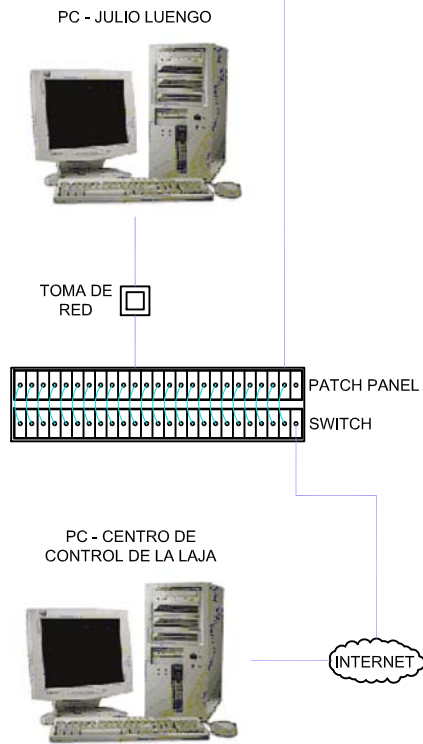 PC - JULIO LUENGO
TOMA DE
RED
PATCH PANEL
SWITCH
PC - CENTRO DE
CONTROL DE LA LAJA
INTERNET